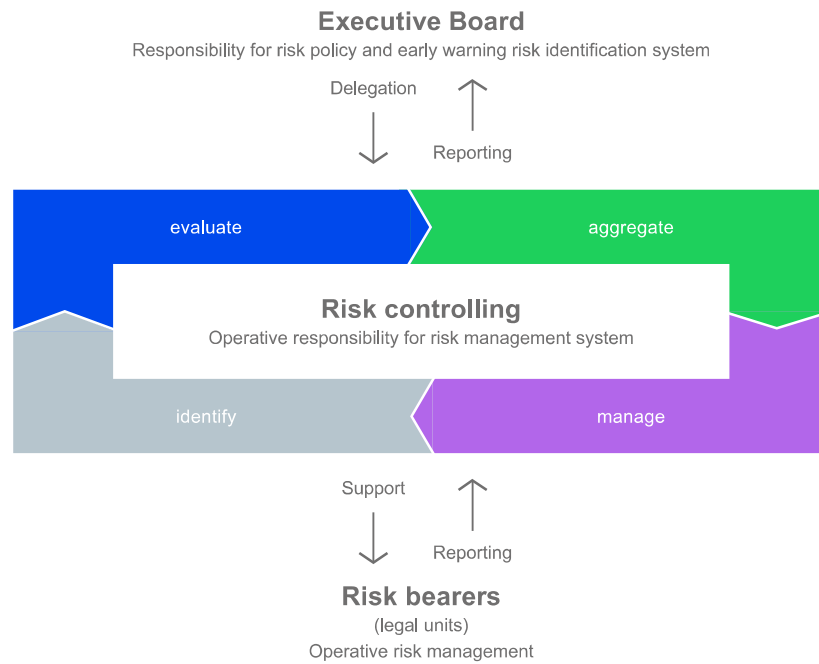 Executive Board
Responsibility for risk policy and early warning risk identification system
Delegation
Reporting
evaluate
aggregate
Risk controlling
Operative responsibility for risk management system
identify
manage
Support
Reporting
Risk bearers
(legal units)
Operative risk management